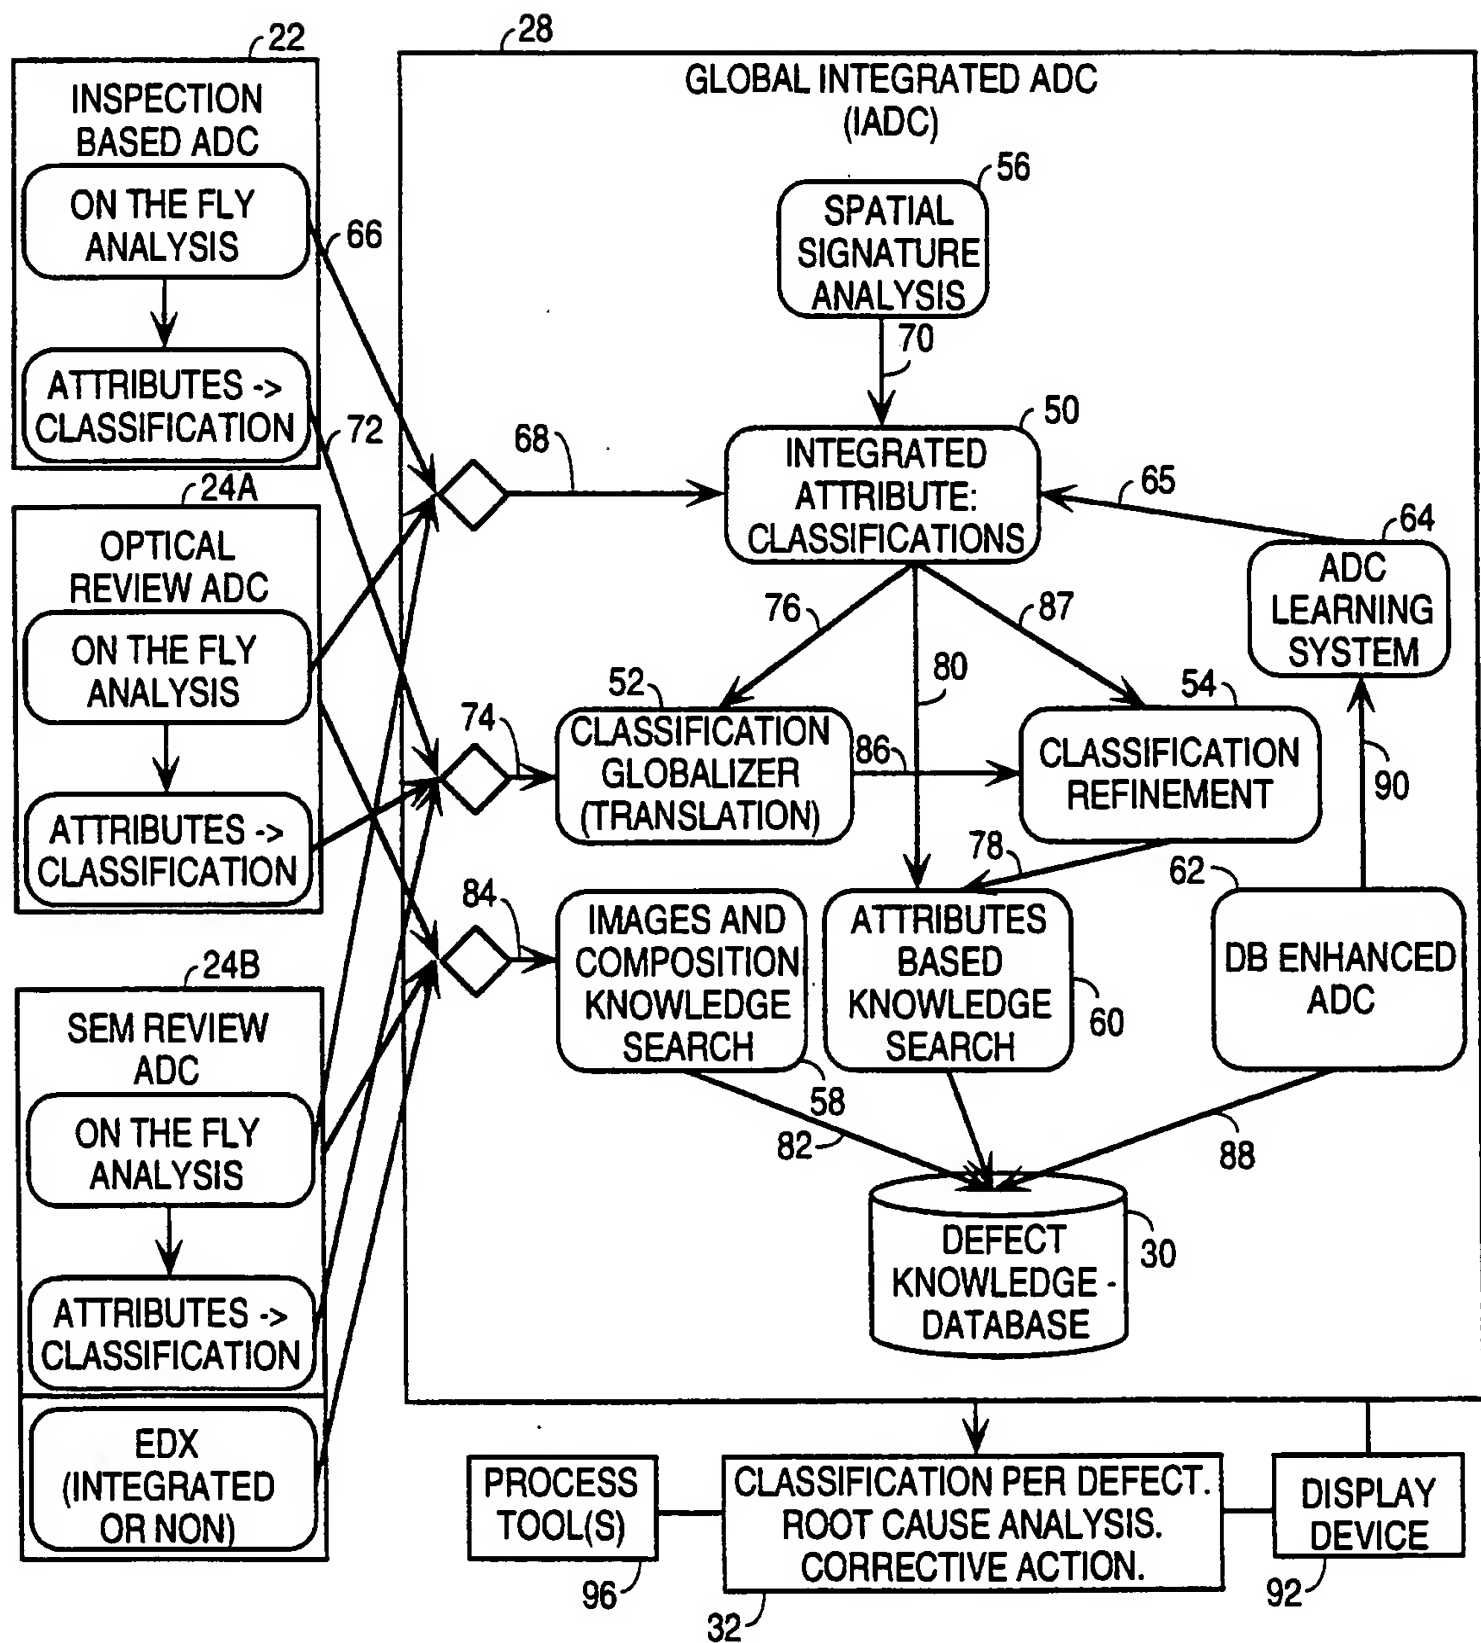 22
INSPECTION
BASED ADC
ON THE FLY
ANALYSIS
ATTRIBUTES ->
CLASSIFICATION
66
72
24A
OPTICAL
REVIEW ADC
ON THE FLY
ANALYSIS
ATTRIBUTES ->
CLASSIFICATION
24B
SEM REVIEW
ADC
ON THE FLY
ANALYSIS
ATTRIBUTES ->
CLASSIFICATION
EDX
(INTEGRATED
OR NON)
28
GLOBAL INTEGRATED ADC
(IADC)
56
SPATIAL
SIGNATURE
ANALYSIS
70
68
50
INTEGRATED
ATTRIBUTE:
CLASSIFICATIONS
65
64
ADC
LEARNING
SYSTEM
76
80
87
90
74
52
CLASSIFICATION
GLOBALIZER
(TRANSLATION)
86
54
CLASSIFICATION
REFINEMENT
78
84
IMAGES AND
COMPOSITION
KNOWLEDGE
SEARCH
58
ATTRIBUTES
BASED
KNOWLEDGE
SEARCH
60
62
DB ENHANCED
ADC
82
88
DEFECT
KNOWLEDGE -
DATABASE
30
PROCESS
TOOL(S)
96
CLASSIFICATION PER DEFECT.
ROOT CAUSE ANALYSIS.
CORRECTIVE ACTION.
32
DISPLAY
DEVICE
92